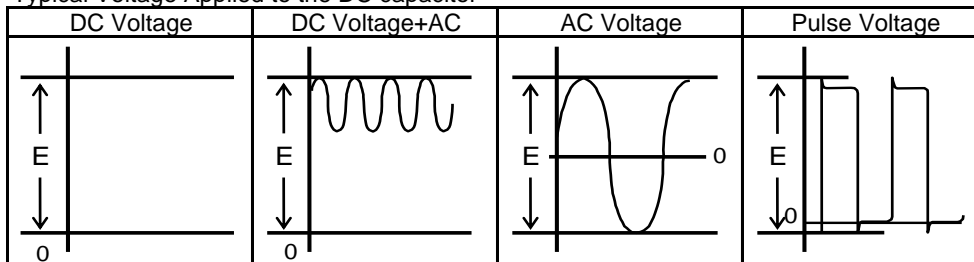 Typical Voltage Applied to the DC capacitor
DC Voltage DC Voltage+AC AC Voltage Pulse Voltage
E E E E
0
0
0 0